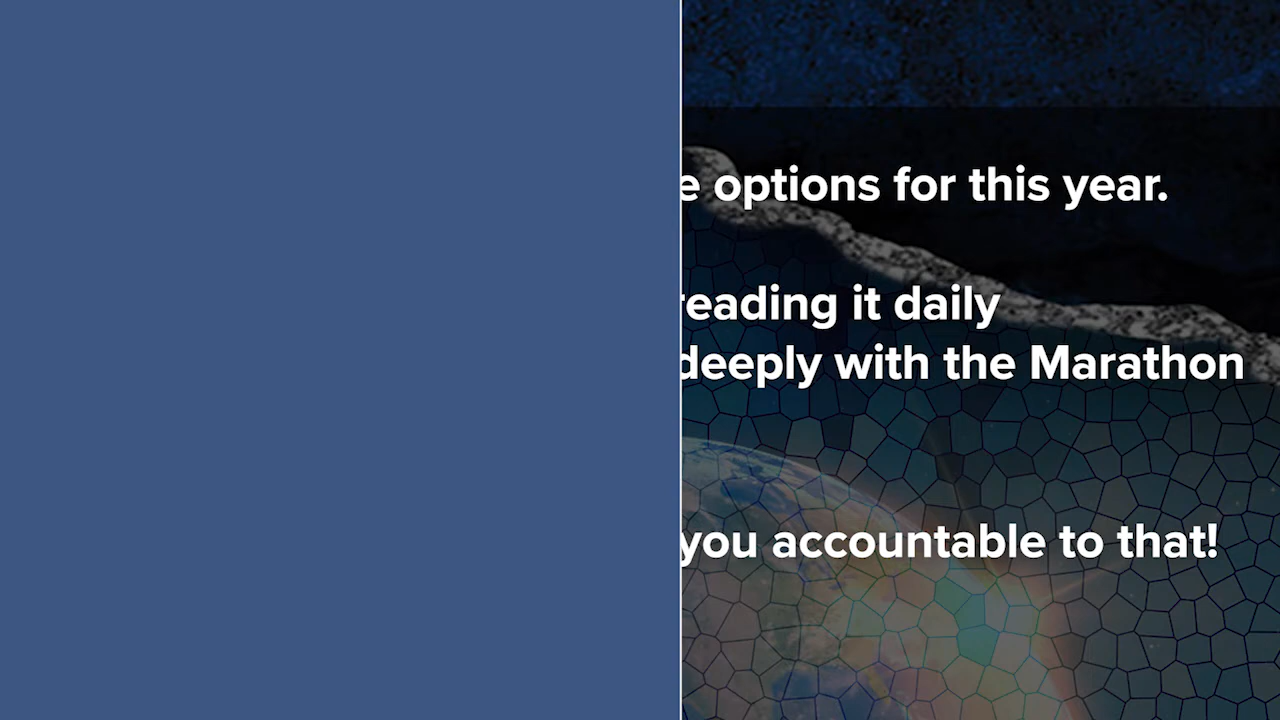 options for this year.
reading it daily
deeply with the Marathon
you accountable to that!